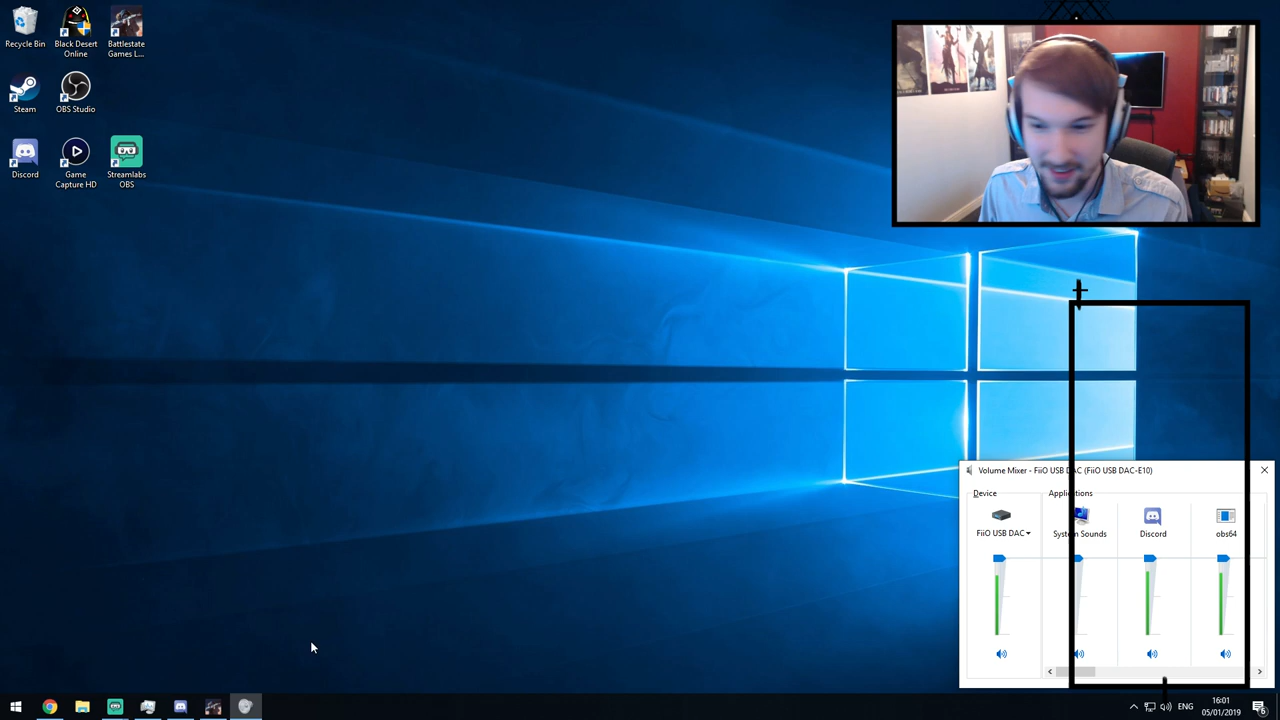 Recycle Bin
Black Desert
Online
Battlestate
Games L...
Steam
OBS Studio
Discord
Game
Capture HD
Streamlabs
OBS
Volume Mixer - FiiO USB DAC (FiiO USB DAC-E10)
Device
Applications
FiiO USB DAC
System Sounds
Discord
obs64
ENG
16:01
05/01/2019
6